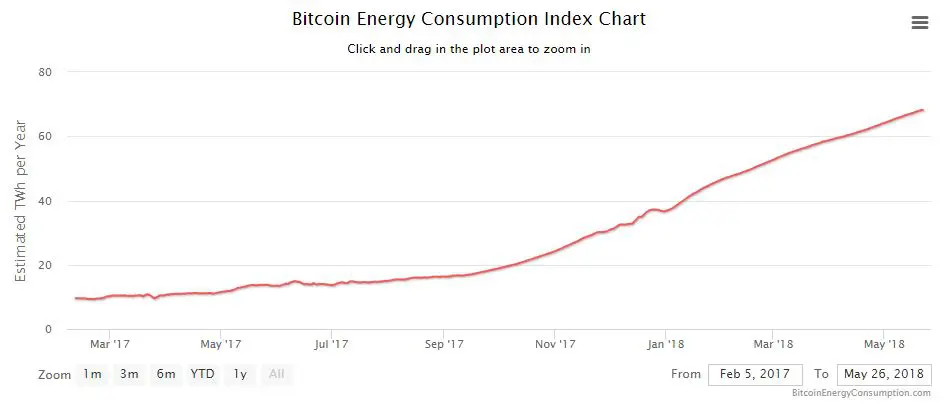 Bitcoin Energy Consumption Index Chart
Click and drag in the plot area to zoom in
Estimated TWh per Year
80
60
40
20
0
Mar '17 May '17 Jul '17 Sep '17 Nov '17 Jan '18 Mar '18 May '18
Zoom 1m 3m 6m YTD 1y All From Feb 5, 2017 To May 26, 2018
BitcoinEnergyConsumption.com